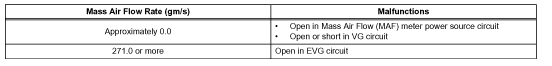 Mass Air Flow Rate (gm/s) Malfunctions
Approximately 0.0
• Open in Mass Air Flow (MAF) meter power source circuit
• Open or short in VG circuit
271.0 or more Open in EVG circuit